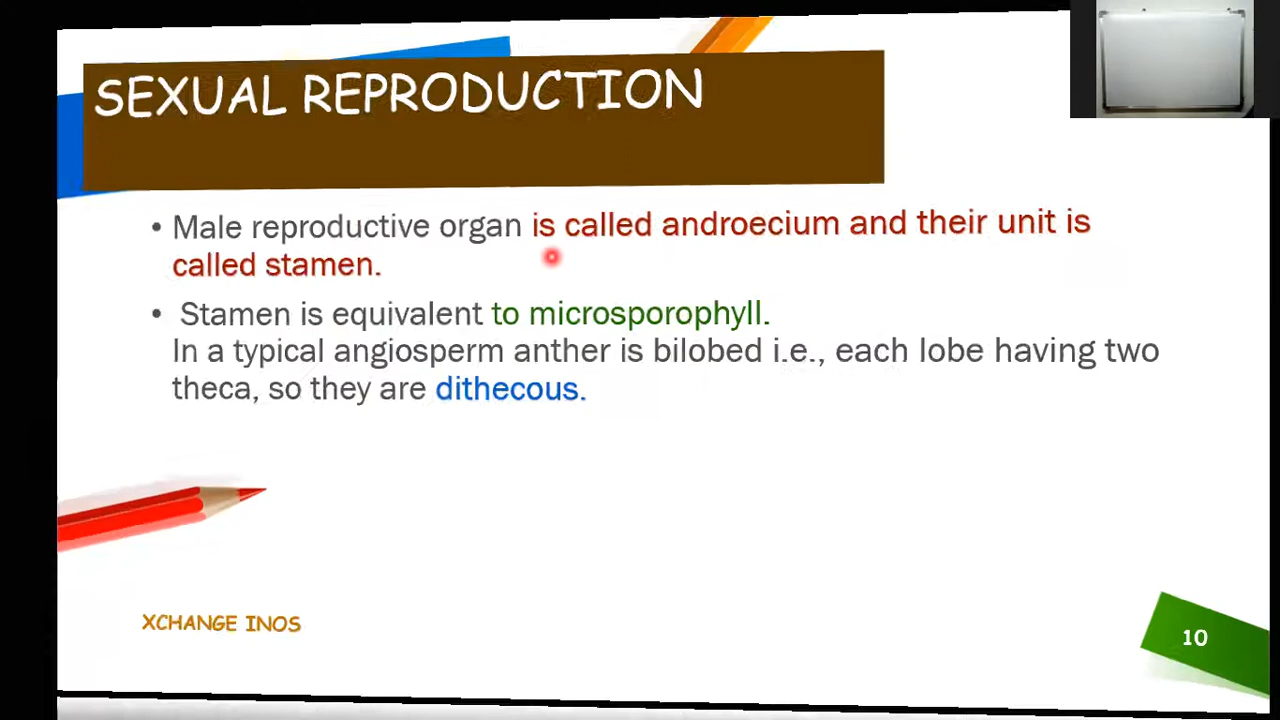 SEXUAL REPRODUCTION
• Male reproductive organ is called androecium and their unit is
called stamen.
• Stamen is equivalent to microsporophyll.
In a typical angiosperm anther is bilobed i.e., each lobe having two
theca, so they are dithecous.
XCHANGE INOS
10